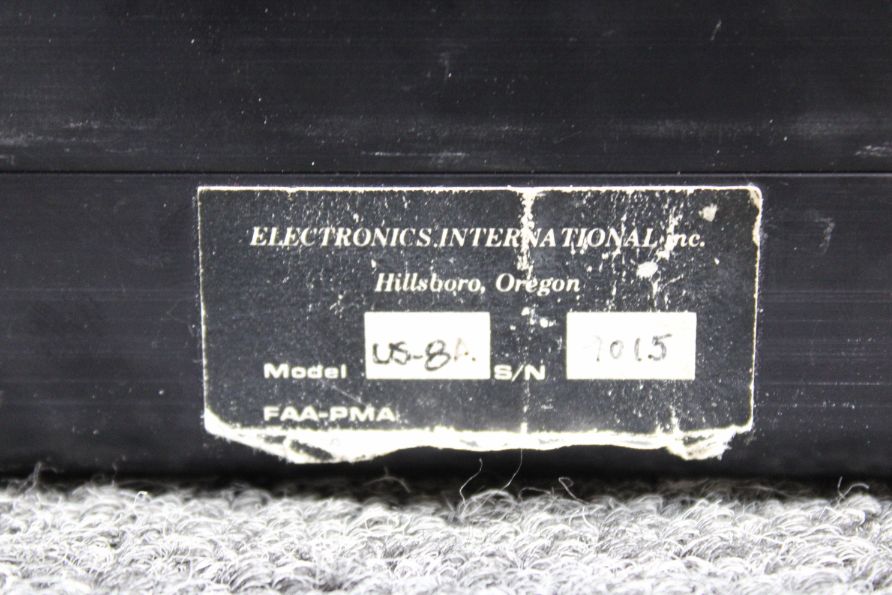 ELECTRONICS INTERNATIONAL Inc.
Hillsboro, Oregon
Model US-8A S/N 7015
FAA-PMA